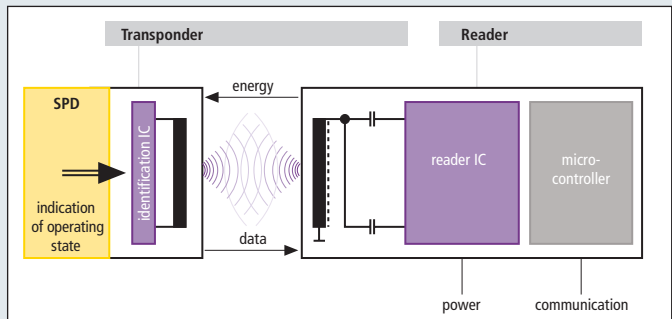 Transponder
Reader
energy
SPD
identification IC
reader IC
micro-
controller
indication
of operating
state
data
power
communication